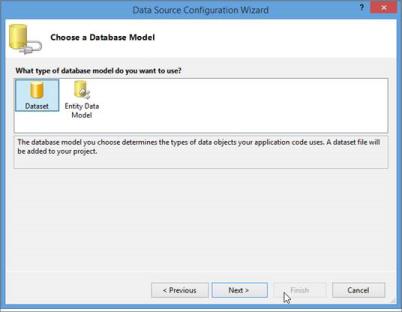 Data Source Configuration Wizard
?
Choose a Database Model
What type of database model do you want to use?
Dataset
Entity Data
Model
The database model you choose determines the types of data objects your application code uses. A dataset file will
be added to your project.
< Previous
Next >
Finish
Cancel